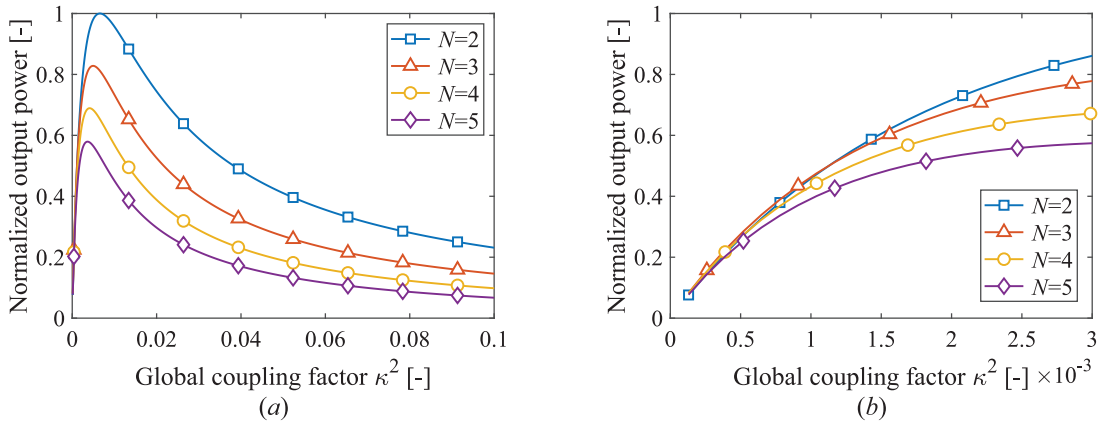 Normalized output power [-]
1
0.8
0.6
0.4
0.2
0
0
0.02
0.04
0.06
0.08
0.1
N=2
N=3
N=4
N=5
Global coupling factor κ² [-]
(a)
Normalized output power [-]
1
0.8
0.6
0.4
0.2
0
0
0.5
1
1.5
2
2.5
3
N=2
N=3
N=4
N=5
Global coupling factor κ² [-] ×10⁻³
(b)